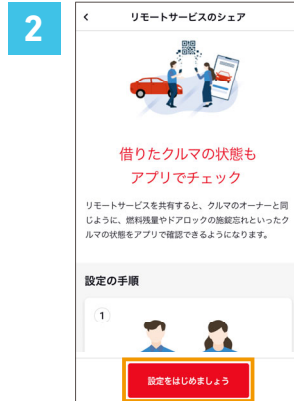 2
リモートサービスのシェア
借りたクルマの状態も
アプリでチェック
リモートサービスを共有すると、クルマのオーナーと同
じように、燃料残量やドアロックの施錠忘れといったク
ルマの状態をアプリで確認できるようになります。
設定の手順
1
設定をはじめましょう